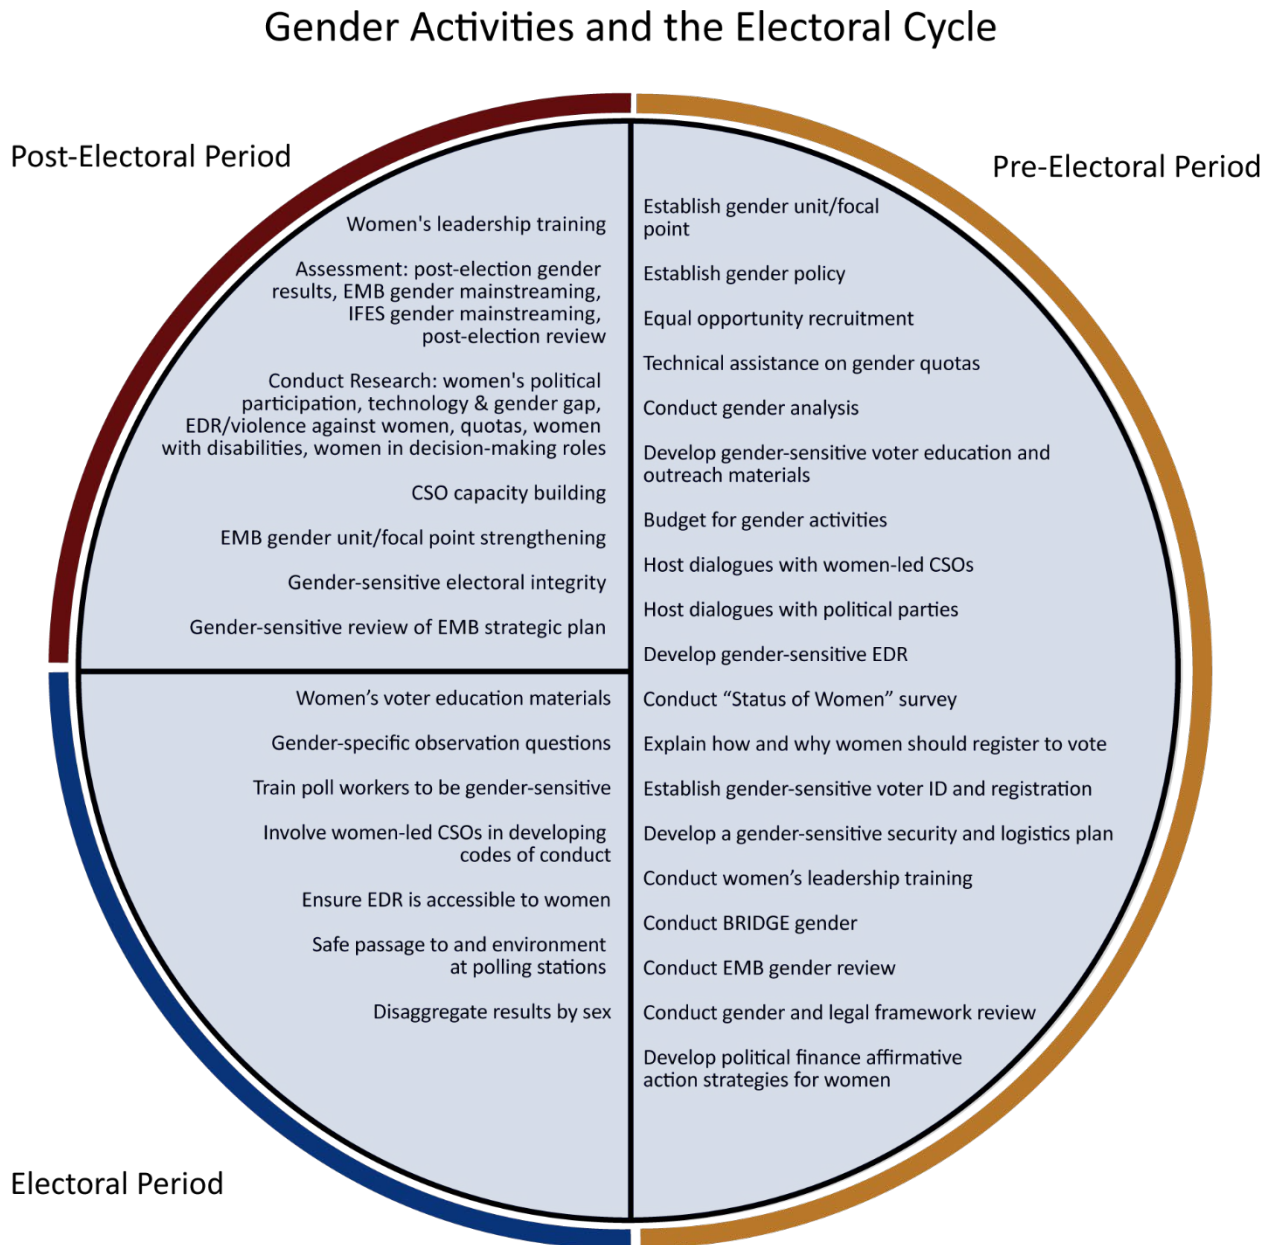 Gender Activities and the Electoral Cycle
Post-Electoral Period
Women's leadership training
Assessment: post-election gender
results, EMB gender mainstreaming,
IFES gender mainstreaming,
post-election review
Conduct Research: women's political
participation, technology & gender gap,
EDR/violence against women, quotas, women
with disabilities, women in decision-making roles
CSO capacity building
EMB gender unit/focal point strengthening
Gender-sensitive electoral integrity
Gender-sensitive review of EMB strategic plan
Pre-Electoral Period
Establish gender unit/focal
point
Establish gender policy
Equal opportunity recruitment
Technical assistance on gender quotas
Conduct gender analysis
Develop gender-sensitive voter education and
outreach materials
Budget for gender activities
Host dialogues with women-led CSOs
Host dialogues with political parties
Develop gender-sensitive EDR
Conduct “Status of Women” survey
Explain how and why women should register to vote
Establish gender-sensitive voter ID and registration
Develop a gender-sensitive security and logistics plan
Conduct women’s leadership training
Conduct BRIDGE gender
Conduct EMB gender review
Conduct gender and legal framework review
Develop political finance affirmative
action strategies for women
Women’s voter education materials
Gender-specific observation questions
Train poll workers to be gender-sensitive
Involve women-led CSOs in developing
codes of conduct
Ensure EDR is accessible to women
Safe passage to and environment
at polling stations
Disaggregate results by sex
Electoral Period